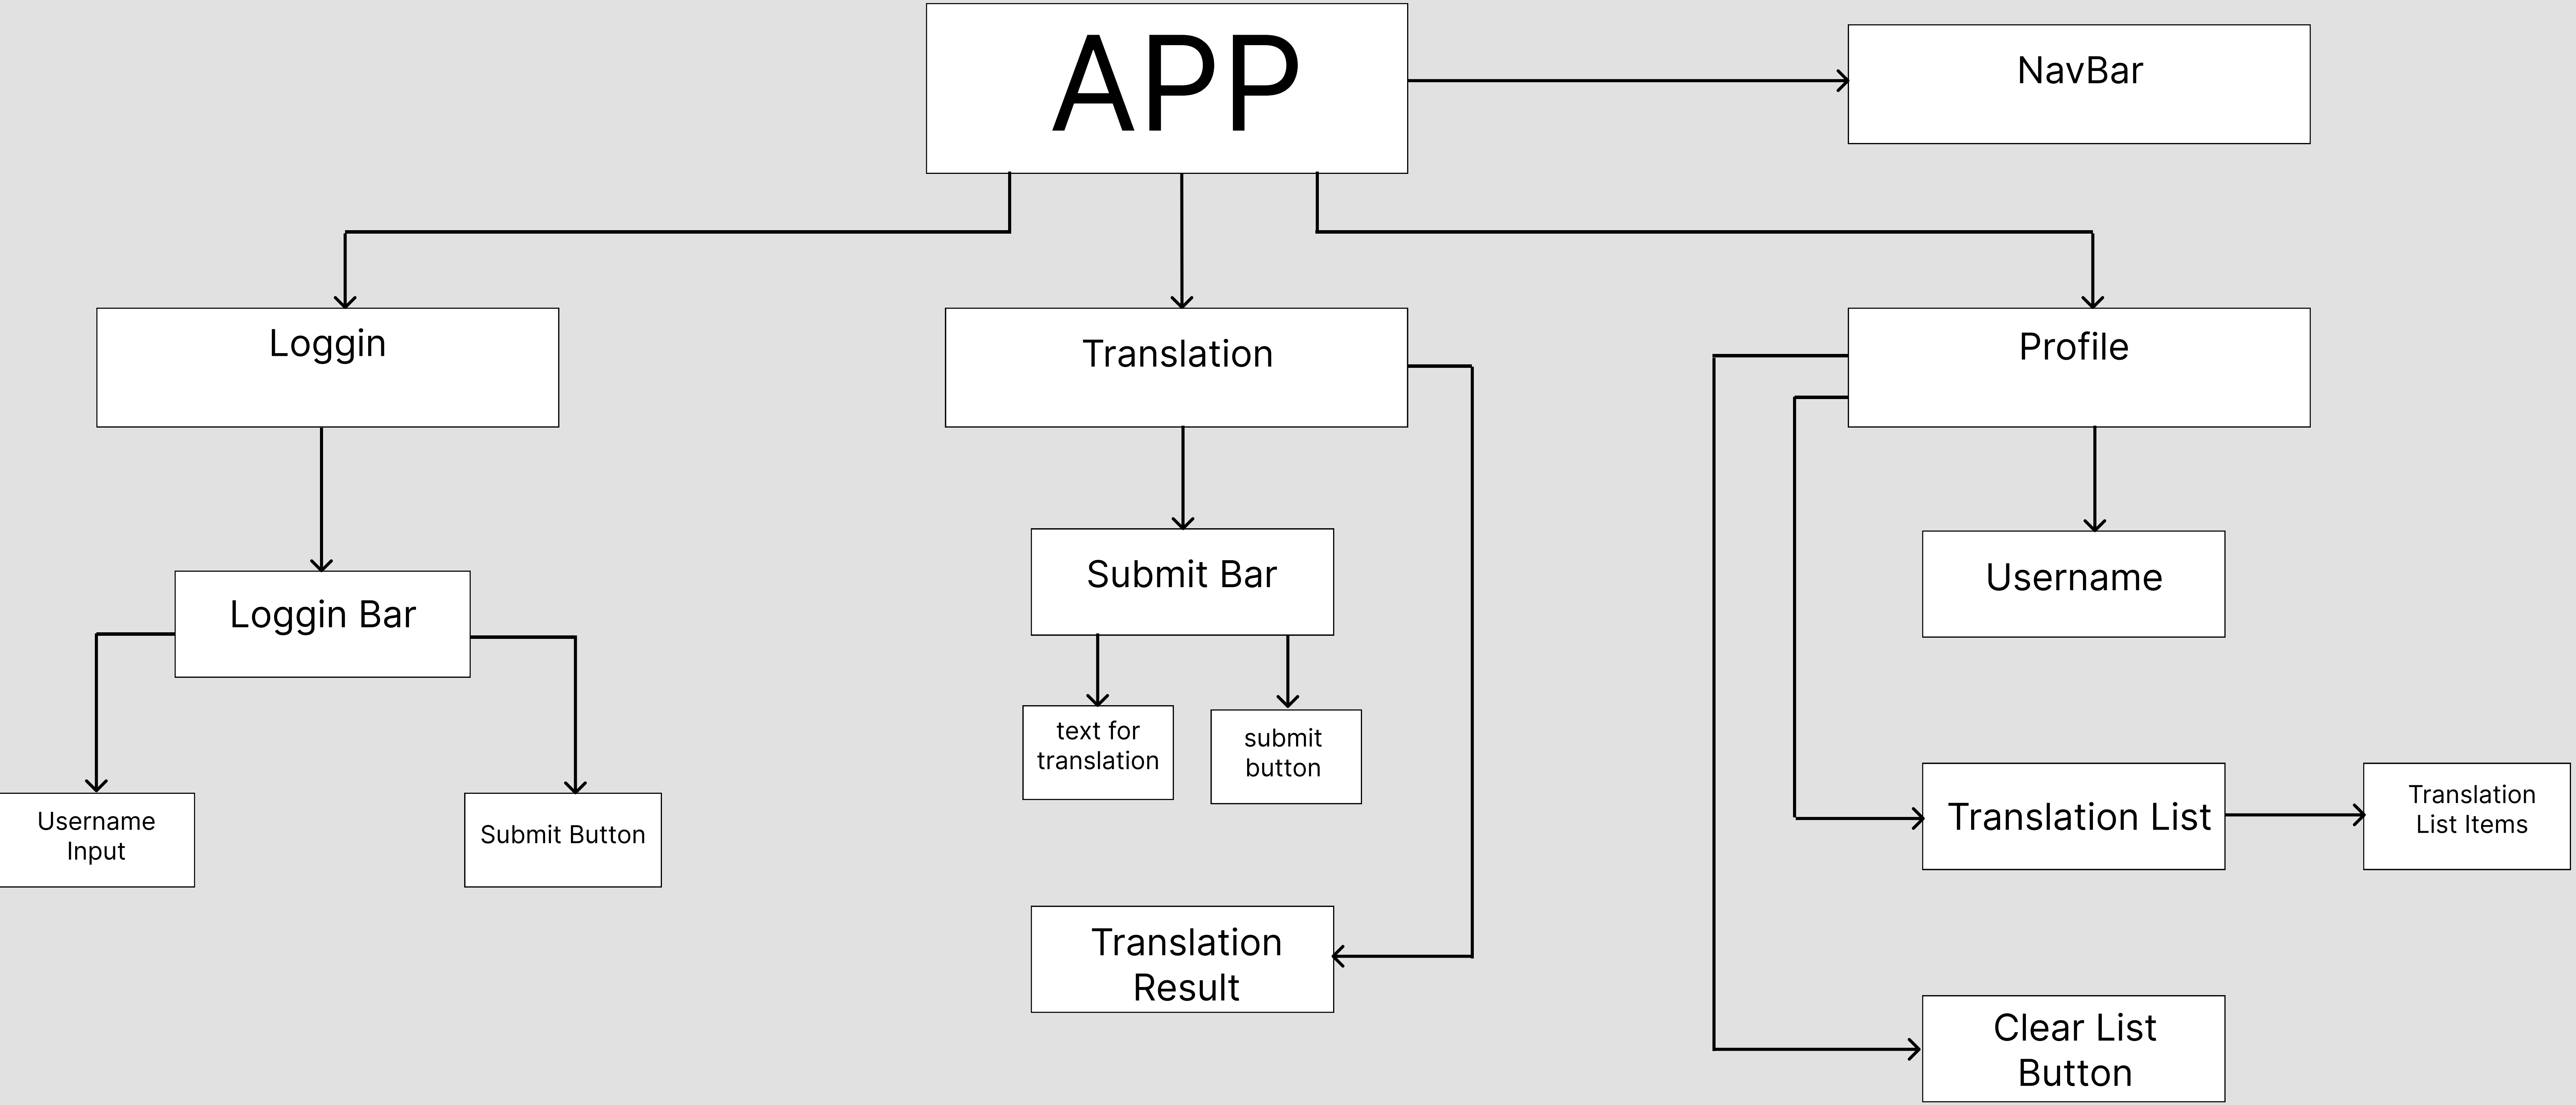 APP
NavBar
Loggin
Translation
Profile
Loggin Bar
Submit Bar
Username
text for
translation
submit
button
Username
Input
Submit Button
Translation List
Translation
List Items
Translation
Result
Clear List
Button